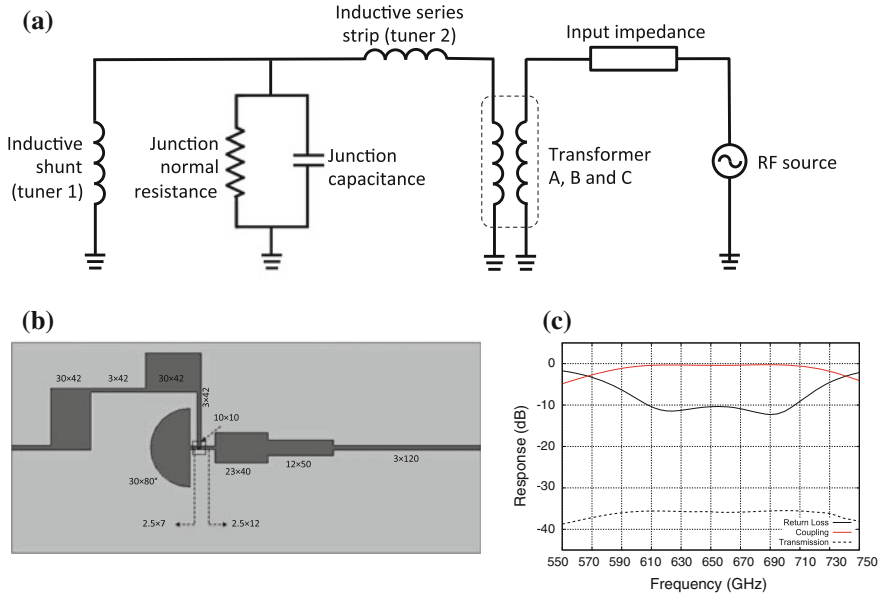 (a)
Inductive series
strip (tuner 2)
Input impedance
Inductive
shunt
(tuner 1)
Junction
normal
resistance
Junction
capacitance
Transformer
A, B and C
RF source
(b)
30×42
3×42
30×42
3×42
10×10
30×80°
23×40
12×50
3×120
2.5×7
2.5×12
(c)
Response (dB)
0
-10
-20
-30
-40
Return Loss
Coupling
Transmission
550 570 590 610 630 650 670 690 710 730 750
Frequency (GHz)